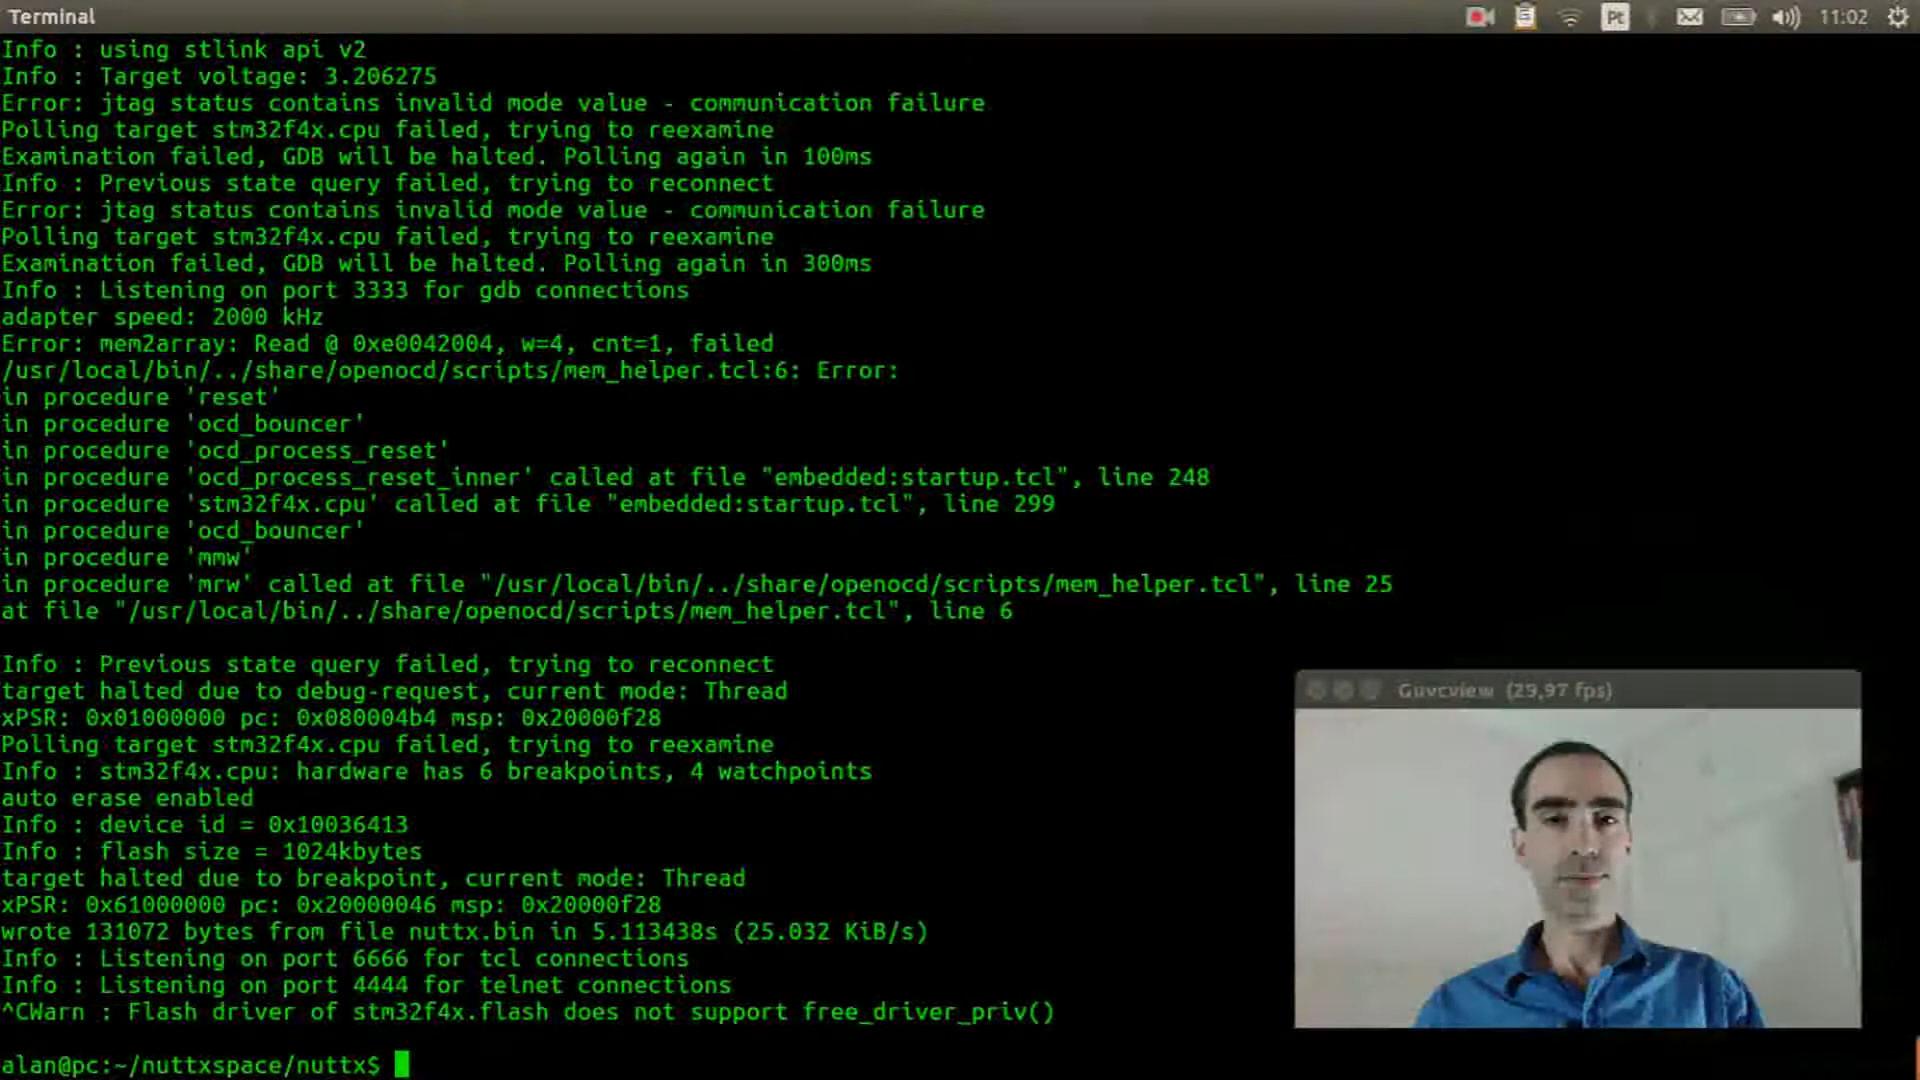 Terminal
Pt
11:02
Info : using stlink api v2
Info : Target voltage: 3.206275
Error: jtag status contains invalid mode value - communication failure
Polling target stm32f4x.cpu failed, trying to reexamine
Examination failed, GDB will be halted. Polling again in 100ms
Info : Previous state query failed, trying to reconnect
Error: jtag status contains invalid mode value - communication failure
Polling target stm32f4x.cpu failed, trying to reexamine
Examination failed, GDB will be halted. Polling again in 300ms
Info : Listening on port 3333 for gdb connections
adapter speed: 2000 kHz
Error: mem2array: Read @ 0xe0042004, w=4, cnt=1, failed
/usr/local/bin/../share/openocd/scripts/mem_helper.tcl:6: Error:
in procedure 'reset'
in procedure 'ocd_bouncer'
in procedure 'ocd_process_reset'
in procedure 'ocd_process_reset_inner' called at file "embedded:startup.tcl", line 248
in procedure 'stm32f4x.cpu' called at file "embedded:startup.tcl", line 299
in procedure 'ocd_bouncer'
in procedure 'mmw'
in procedure 'mrw' called at file "/usr/local/bin/../share/openocd/scripts/mem_helper.tcl", line 25
at file "/usr/local/bin/../share/openocd/scripts/mem_helper.tcl", line 6
Info : Previous state query failed, trying to reconnect
target halted due to debug-request, current mode: Thread
xPSR: 0x01000000 pc: 0x080004b4 msp: 0x20000f28
Polling target stm32f4x.cpu failed, trying to reexamine
Info : stm32f4x.cpu: hardware has 6 breakpoints, 4 watchpoints
auto erase enabled
Info : device id = 0x10036413
Info : flash size = 1024kbytes
target halted due to breakpoint, current mode: Thread
xPSR: 0x61000000 pc: 0x20000046 msp: 0x20000f28
wrote 131072 bytes from file nuttx.bin in 5.113438s (25.032 KiB/s)
Info : Listening on port 6666 for tcl connections
Info : Listening on port 4444 for telnet connections
^CWarn : Flash driver of stm32f4x.flash does not support free_driver_priv()
alan@pc:~/nuttxspace/nuttx$
Guvcview (29,97 fps)